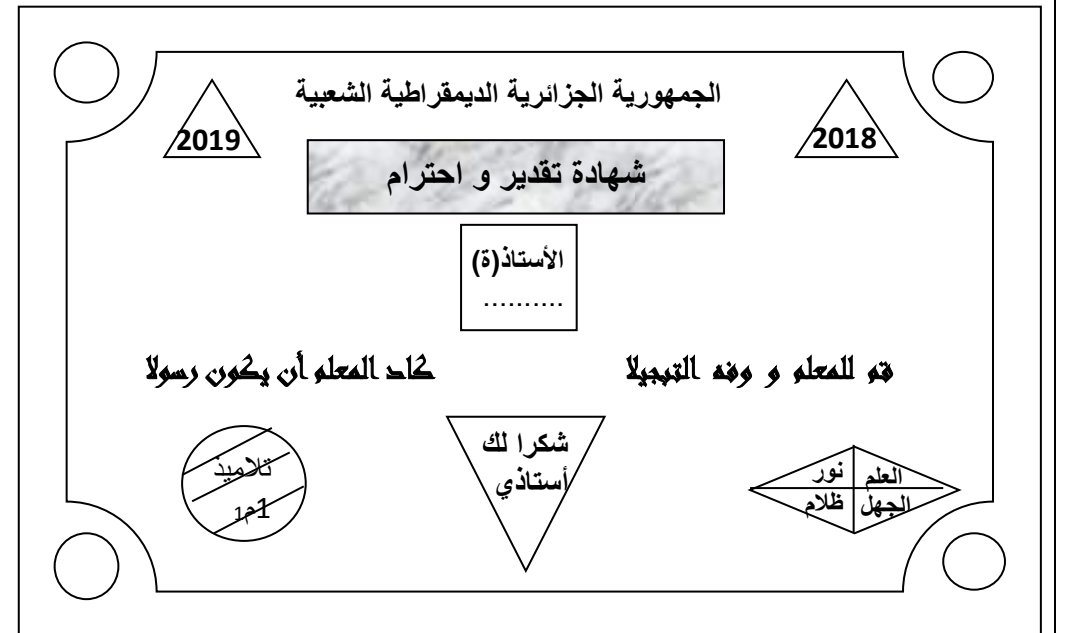 الجمهورية الجزائرية الديمقراطية الشعبية
2018
2019
شهادة تقدير و احترام
الأستاذ(ة)
..........
قم للمعلم و وفه التبجيلا كاد المعلم أن يكون رسولا
العلم نور
الجهل ظلام
شكرا لك
أستاذي
تلاميذ
1م1